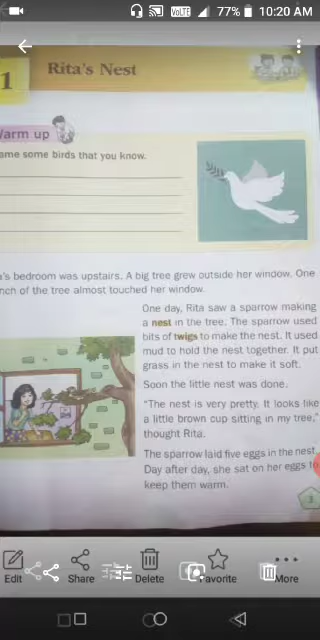 VoLTE 77% 10:20 AM
1 Rita's Nest
Warm up
ame some birds that you know.
's bedroom was upstairs. A big tree grew outside her window. One
nch of the tree almost touched her window.
One day, Rita saw a sparrow making
a nest in the tree. The sparrow used
bits of twigs to make the nest. It used
mud to hold the nest together. It put
grass in the nest to make it soft.
Soon the little nest was done.
“The nest is very pretty. It looks like
a little brown cup sitting in my tree,”
thought Rita.
The sparrow laid five eggs in the nest.
Day after day, she sat on her eggs to
keep them warm.
3
Edit Share Delete Favorite More